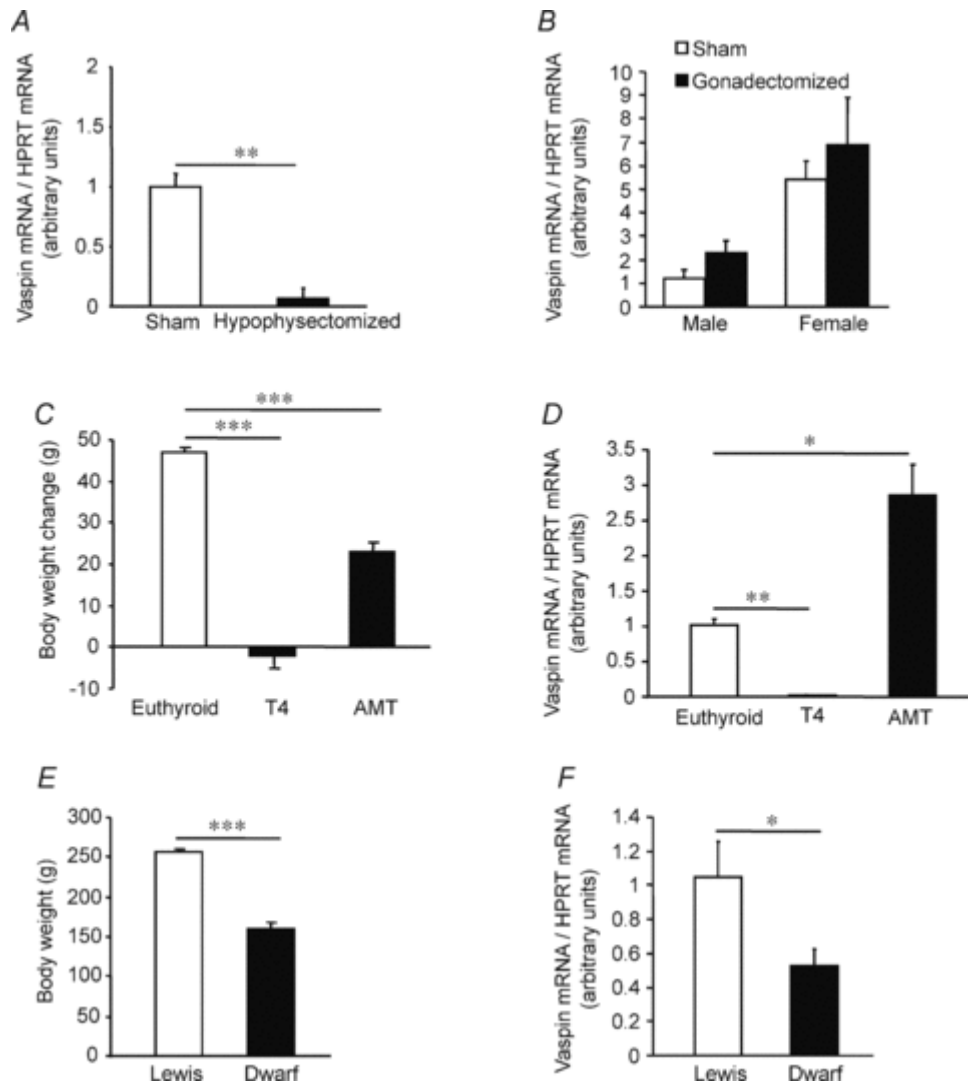 A
Vaspin mRNA / HPRT mRNA
(arbitrary units)
2
1.5
1
0.5
0
**
Sham
Hypophysectomized
B
Sham
Gonadectomized
Vaspin mRNA / HPRT mRNA
(arbitrary units)
10
9
8
7
6
5
4
3
2
1
0
Male
Female
C
Body weight change (g)
50
40
30
20
10
0
-10
***
***
Euthyroid
T4
AMT
D
Vaspin mRNA / HPRT mRNA
(arbitrary units)
3.5
3
2.5
2
1.5
1
0.5
0
*
**
Euthyroid
T4
AMT
E
Body weight (g)
300
250
200
150
100
50
0
***
Lewis
Dwarf
F
Vaspin mRNA / HPRT mRNA
(arbitrary units)
1.4
1.2
1
0.8
0.6
0.4
0.2
0
*
Lewis
Dwarf